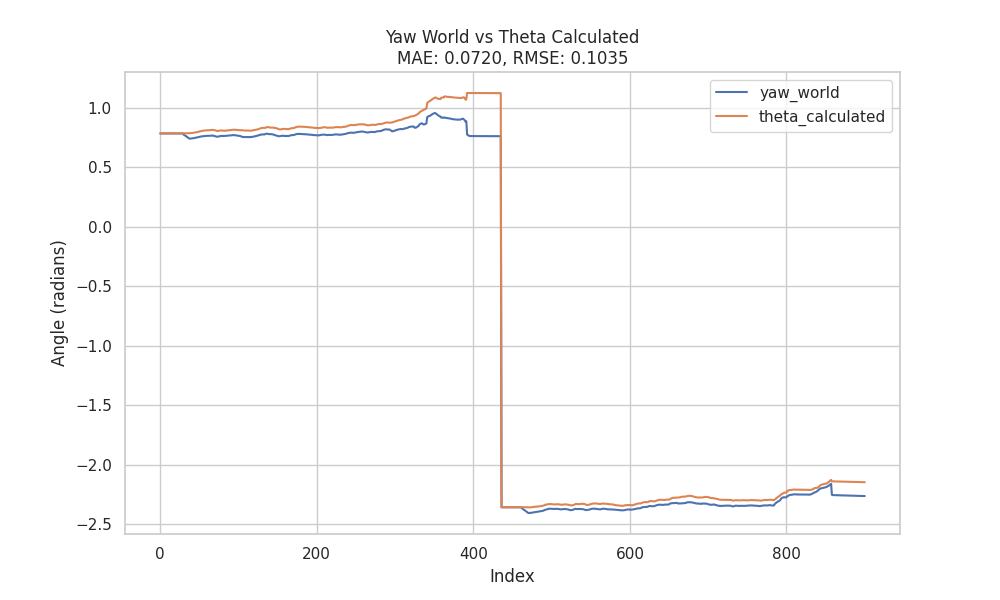 Yaw World vs Theta Calculated
MAE: 0.0720, RMSE: 0.1035
yaw_world
theta_calculated
Angle (radians)
1.0
0.5
0.0
−0.5
−1.0
−1.5
−2.0
−2.5
0 200 400 600 800
Index